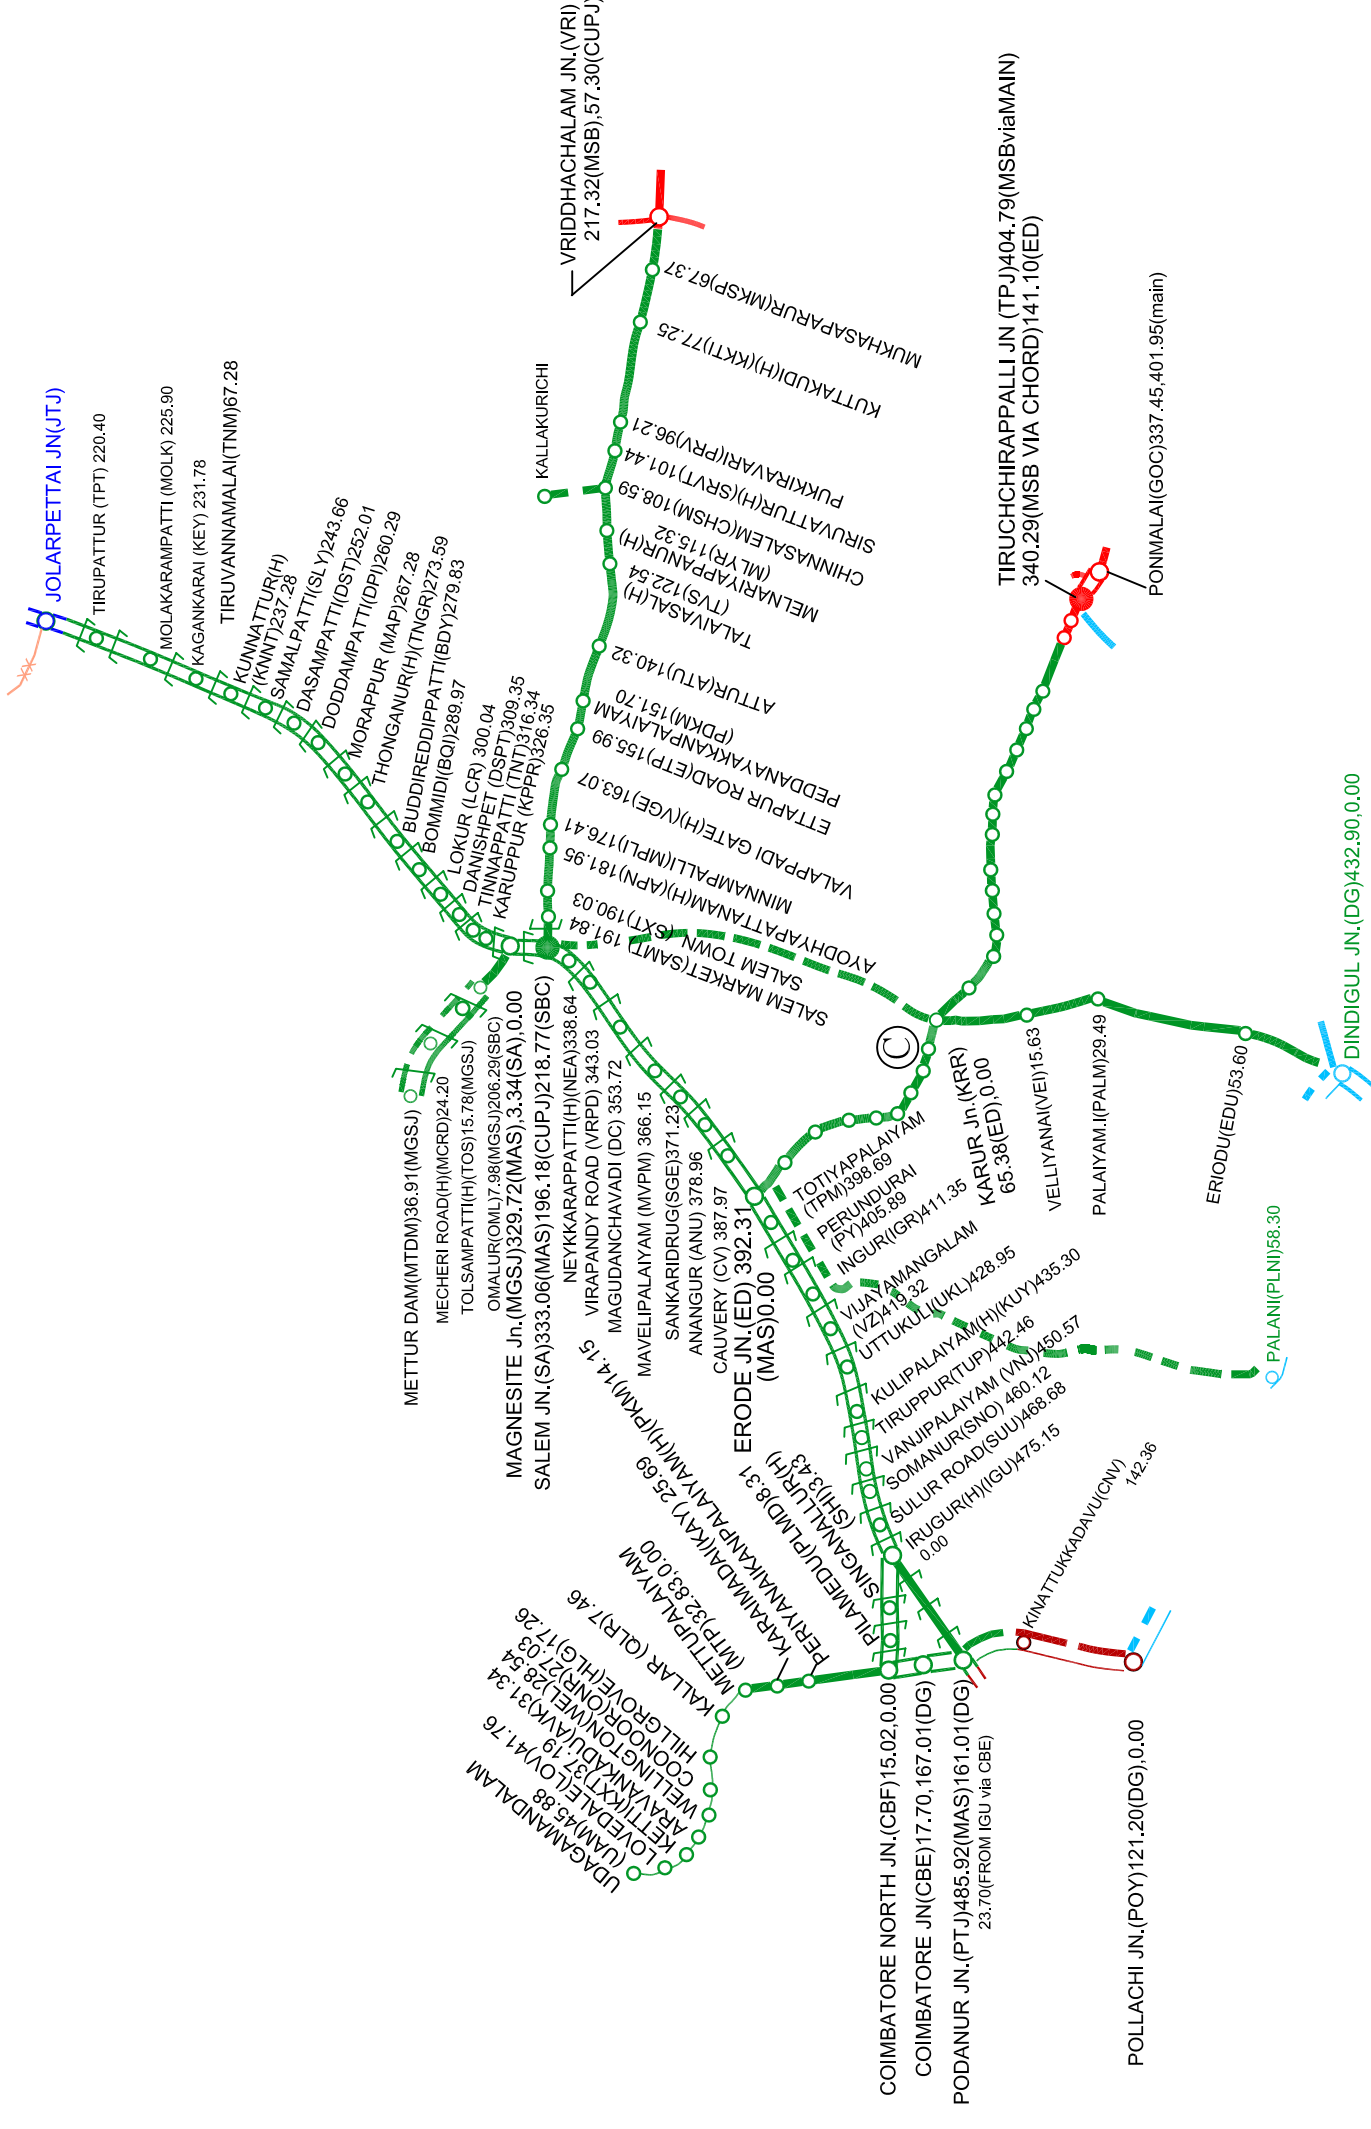 JOLARPETTAI JN(JTJ)
TIRUPATTUR (TPT) 220.40
MOLAKARAMPATTI (MOLK) 225.90
KAGANKARAI (KEY) 231.78
TIRUVANNAMALAI(TNM)67.28
KUNNATTUR(H)
(KNNT)237.28
SAMALPATTI(SLY)243.66
DASAMPATTI(DST)252.01
DODDAMPATTI(DPI)260.29
MORAPPUR (MAP)267.28
THONGANUR(H)(TNGR)273.59
BUDDIREDDIPPATTI(BDY)279.83
BOMMIDI(BQI)289.97
LOKUR (LCR) 300.04
DANISHPET (DSPT)309.35
TINNAPPATTI (TNT)316.34
KARUPPUR (KPPR)326.35
VRIDDHACHALAM JN.(VRI)
217.32(MSB),57.30(CUPJ)
MUKHASAPARUR(MKSP)67.37
KUTTAKUDI(H)(KKTI)77.25
PUKKIRAVARI(PRV)96.21
SIRUVATTUR(H)(SRVT)101.44
CHINNASALEM(CHSM)108.59
KALLAKURICHI
MELNARIYAPPANUR(H)
(MLYR)115.32
TALAIVASAL(H)
(TVS)122.54
ATTUR(ATU)140.32
PEDDANAYAKKANPALAIYAM
(PDKM)151.70
ETTAPUR ROAD(ETP)155.99
VALAPPADI GATE(H)(VGE)163.07
MINNAMPALLI(MPLI)176.41
AYODHYAPATTANAM(H)(APN)181.95
SALEM TOWN (SXT)190.03
SALEM MARKET(SAMT) 191.84
TIRUCHCHIRAPPALLI JN (TPJ)404.79(MSBviaMAIN)
340.29(MSB VIA CHORD)141.10(ED)
PONMALAI(GOC)337.45,401.95(main)
METTUR DAM(MTDM)36.91(MGSJ)
MECHERI ROAD(H)(MCRD)24.20
TOLSAMPATTI(H)(TOS)15.78(MGSJ)
OMALUR(OML)7.98(MGSJ)206.29(SBC)
MAGNESITE Jn.(MGSJ)329.72(MAS),3.34(SA),0.00
SALEM JN.(SA)333.06(MAS)196.18(CUPJ)218.77(SBC)
NEYKKARAPPATTI(H)(NEA)338.64
VIRAPANDY ROAD (VRPD) 343.03
MAGUDANCHAVADI (DC) 353.72
MAVELIPALAIYAM (MVPM) 366.15
SANKARIDRUG(SGE)371.23
ANANGUR (ANU) 378.96
CAUVERY (CV) 387.97
ERODE JN.(ED) 392.31
(MAS)0.00
C
TOTIYAPALAIYAM
(TPM)398.69
PERUNDURAI
(PY)405.89
INGUR(IGR)411.35
VIJAYAMANGALAM
(VZ)419.32
UTTUKULI(UKL)428.95
KULIPALAIYAM(H)(KUY)435.30
TIRUPPUR(TUP)442.46
VANJIPALAIYAM (VNJ)450.57
SOMANUR(SNO) 460.12
SULUR ROAD(SUU)468.68
IRUGUR(H)(IGU)475.15
0.00
KARUR Jn.(KRR)
65.38(ED),0.00
VELLIYANAI(VEI)15.63
PALAIYAM.I(PALM)29.49
ERIODU(EDU)53.60
DINDIGUL JN.(DG)432.90,0.00
PALANI(PLNI)58.30
SINGANALLUR(H)
(SHI)3.43
PILAMEDU(PLMD)8.31
PERIYANAIKANPALAIYAM(H)(PKM)14.15
KARAIMADAI(KAY) 25.69
METTUPALAIYAM
(MTP)32.83,0.00
KALLAR (QLR)7.46
HILLGROVE(HLG)17.26
COONOOR(ONR)27.03
WELLINGTON(WEL)28.54
ARAVANKADU(AVK)31.34
KETTI(KXT)37.19
LOVEDALE(LOV)41.76
UDAGAMANDALAM
(UAM)45.88
COIMBATORE NORTH JN.(CBF)15.02,0.00
COIMBATORE JN(CBE)17.70,167.01(DG)
PODANUR JN.(PTJ)485.92(MAS)161.01(DG)
23.70(FROM IGU via CBE)
KINATTUKKADAVU(CNV)
142.36
POLLACHI JN.(POY)121.20(DG),0.00